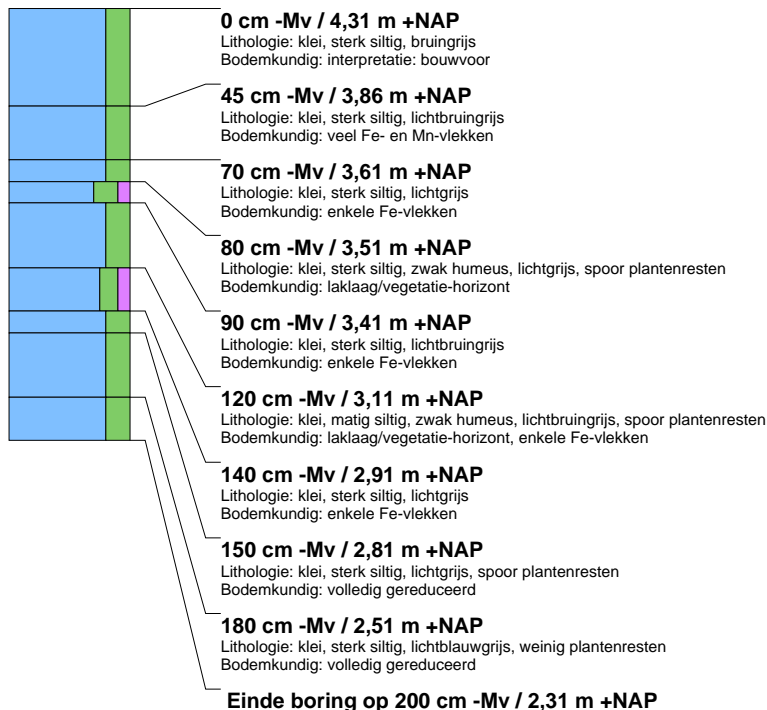 0 cm -Mv / 4,31 m +NAP
Lithologie: klei, sterk siltig, bruingrijs
Bodemkundig: interpretatie: bouwvoor
45 cm -Mv / 3,86 m +NAP
Lithologie: klei, sterk siltig, lichtbruingrijs
Bodemkundig: veel Fe- en Mn-vlekken
70 cm -Mv / 3,61 m +NAP
Lithologie: klei, sterk siltig, lichtgrijs
Bodemkundig: enkele Fe-vlekken
80 cm -Mv / 3,51 m +NAP
Lithologie: klei, sterk siltig, zwak humeus, lichtgrijs, spoor plantenresten
Bodemkundig: laklaag/vegetatie-horizont
90 cm -Mv / 3,41 m +NAP
Lithologie: klei, sterk siltig, lichtbruingrijs
Bodemkundig: enkele Fe-vlekken
120 cm -Mv / 3,11 m +NAP
Lithologie: klei, matig siltig, zwak humeus, lichtbruingrijs, spoor plantenresten
Bodemkundig: laklaag/vegetatie-horizont, enkele Fe-vlekken
140 cm -Mv / 2,91 m +NAP
Lithologie: klei, sterk siltig, lichtgrijs
Bodemkundig: enkele Fe-vlekken
150 cm -Mv / 2,81 m +NAP
Lithologie: klei, sterk siltig, lichtgrijs, spoor plantenresten
Bodemkundig: volledig gereduceerd
180 cm -Mv / 2,51 m +NAP
Lithologie: klei, sterk siltig, lichtblauwgrijs, weinig plantenresten
Bodemkundig: volledig gereduceerd
Einde boring op 200 cm -Mv / 2,31 m +NAP